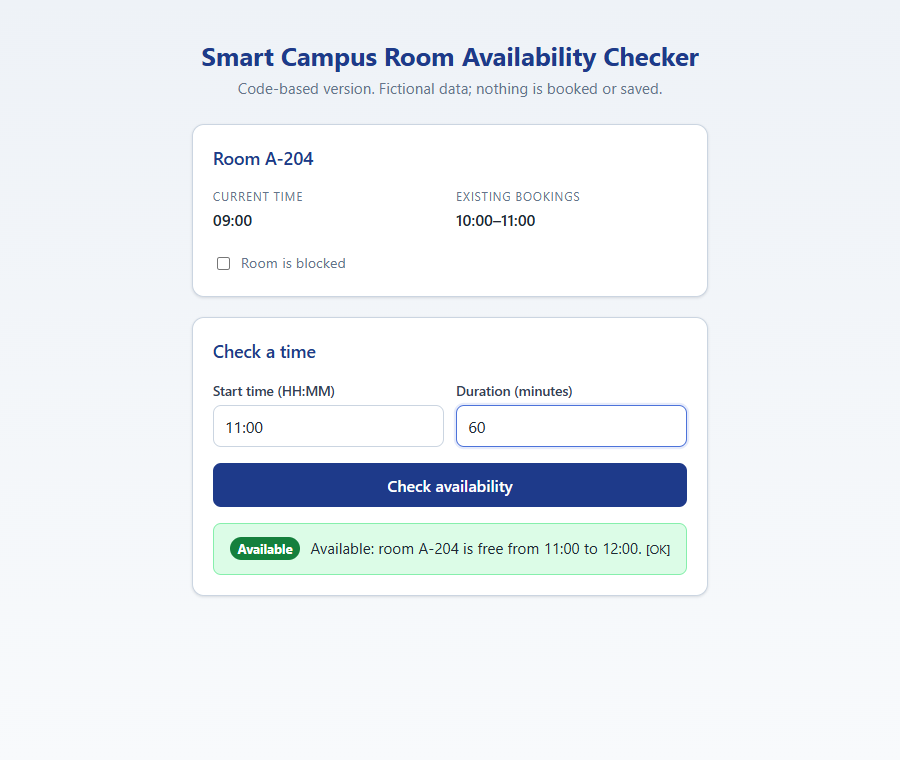 Smart Campus Room Availability Checker
Code-based version. Fictional data; nothing is booked or saved.
Room A-204
CURRENT TIME
09:00
EXISTING BOOKINGS
10:00–11:00
Room is blocked
Check a time
Start time (HH:MM)
11:00
Duration (minutes)
60
Check availability
Available Available: room A-204 is free from 11:00 to 12:00. [OK]